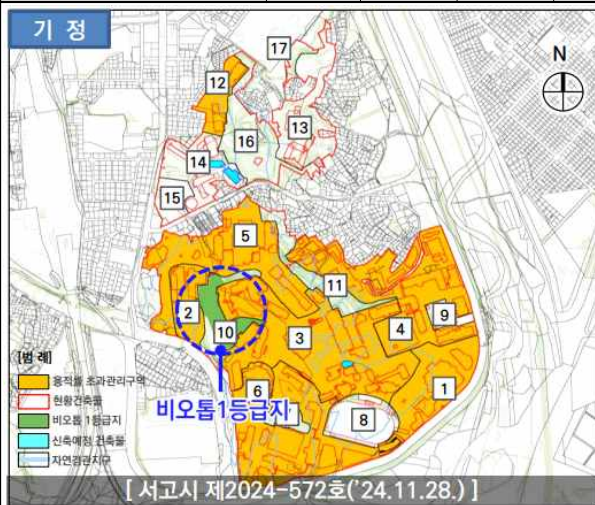 기 정
N
17
12
13
16
14
15
5
11
2
10
9
4
3
1
6
8
비오톱1등급지
[범 례]
용적률 초과관리구역
현황건축물
비오톱 1등급지
신축예정 건축물
자연경관지구
[ 서고시 제2024-572호('24.11.28.) ]